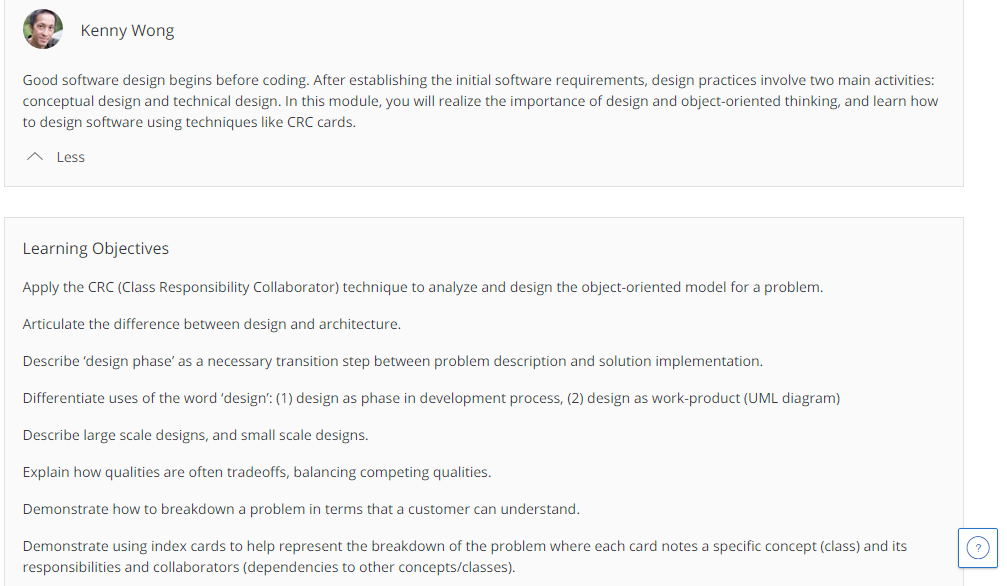 Kenny Wong
Good software design begins before coding. After establishing the initial software requirements, design practices involve two main activities:
conceptual design and technical design. In this module, you will realize the importance of design and object-oriented thinking, and learn how
to design software using techniques like CRC cards.
Less
Learning Objectives
Apply the CRC (Class Responsibility Collaborator) technique to analyze and design the object-oriented model for a problem.
Articulate the difference between design and architecture.
Describe ‘design phase’ as a necessary transition step between problem description and solution implementation.
Differentiate uses of the word ‘design’: (1) design as phase in development process, (2) design as work-product (UML diagram)
Describe large scale designs, and small scale designs.
Explain how qualities are often tradeoffs, balancing competing qualities.
Demonstrate how to breakdown a problem in terms that a customer can understand.
Demonstrate using index cards to help represent the breakdown of the problem where each card notes a specific concept (class) and its
responsibilities and collaborators (dependencies to other concepts/classes).
?